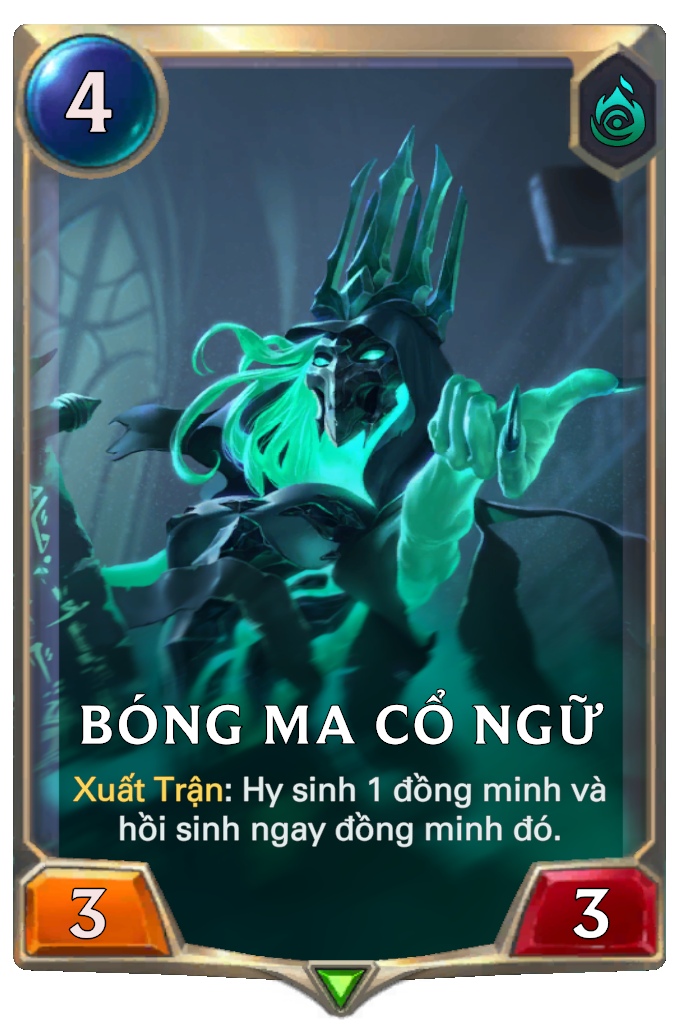 4
BÓNG MA CỔ NGỮ
Xuất Trận: Hy sinh 1 đồng minh và
hồi sinh ngay đồng minh đó.
3
3